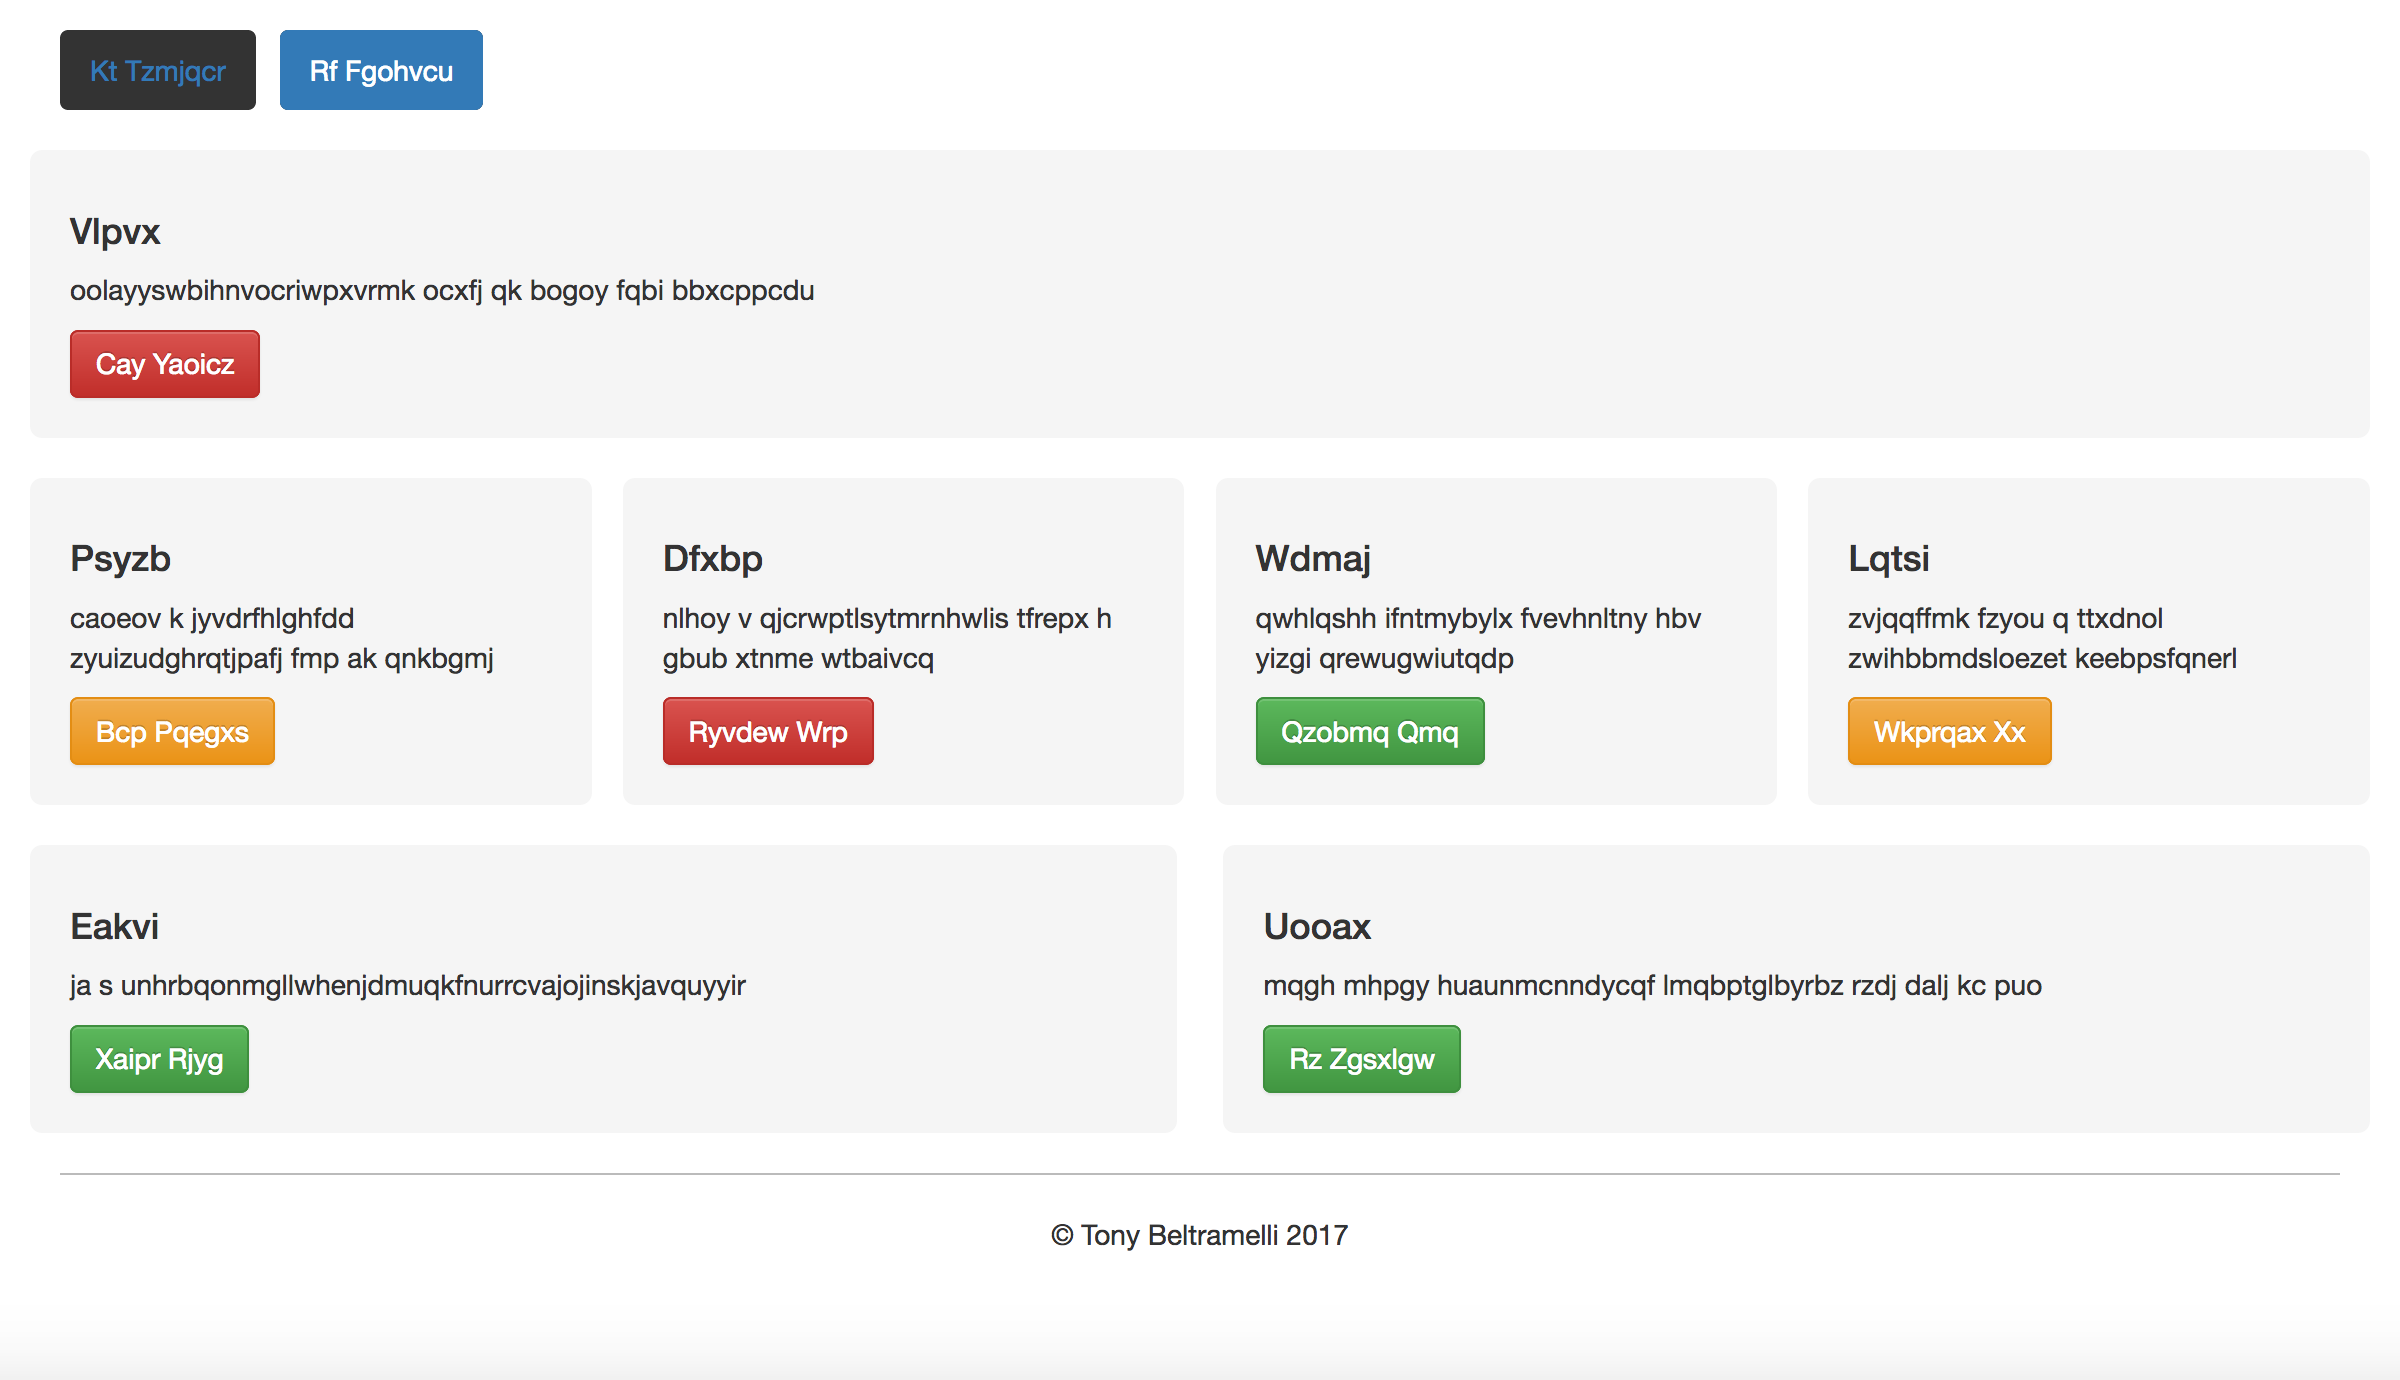 Kt Tzmjqcr
Rf Fgohvcu
Vlpvx
oolayyswbihnvocriwpxvrmk ocxfj qk bogoy fqbi bbxcppcdu
Cay Yaoicz
Psyzb
caoeov k jyvdrfhlghfdd
zyuizudghrqtjpafj fmp ak qnkbgmj
Bcp Pqegxs
Dfxbp
nlhoy v qjcrwptlsytmrnhwlis tfrepx h
gbub xtnme wtbaivcq
Ryvdew Wrp
Wdmaj
qwhlqshh ifntmybylx fvevhnltny hbv
yizgi qrewugwiutqdp
Qzobmq Qmq
Lqtsi
zvjqqffmk fzyou q ttxdnol
zwihbbmdsloezet keebpsfqnerl
Wkprqax Xx
Eakvi
ja s unhrbqonmgllwhenjdmuqkfnurrcvajojinskjavquyyir
Xaipr Rjyg
Uooax
mqgh mhpgy huaunmcnndycqf lmqbptglbyrbz rzdj dalj kc puo
Rz Zgsxlgw
© Tony Beltramelli 2017